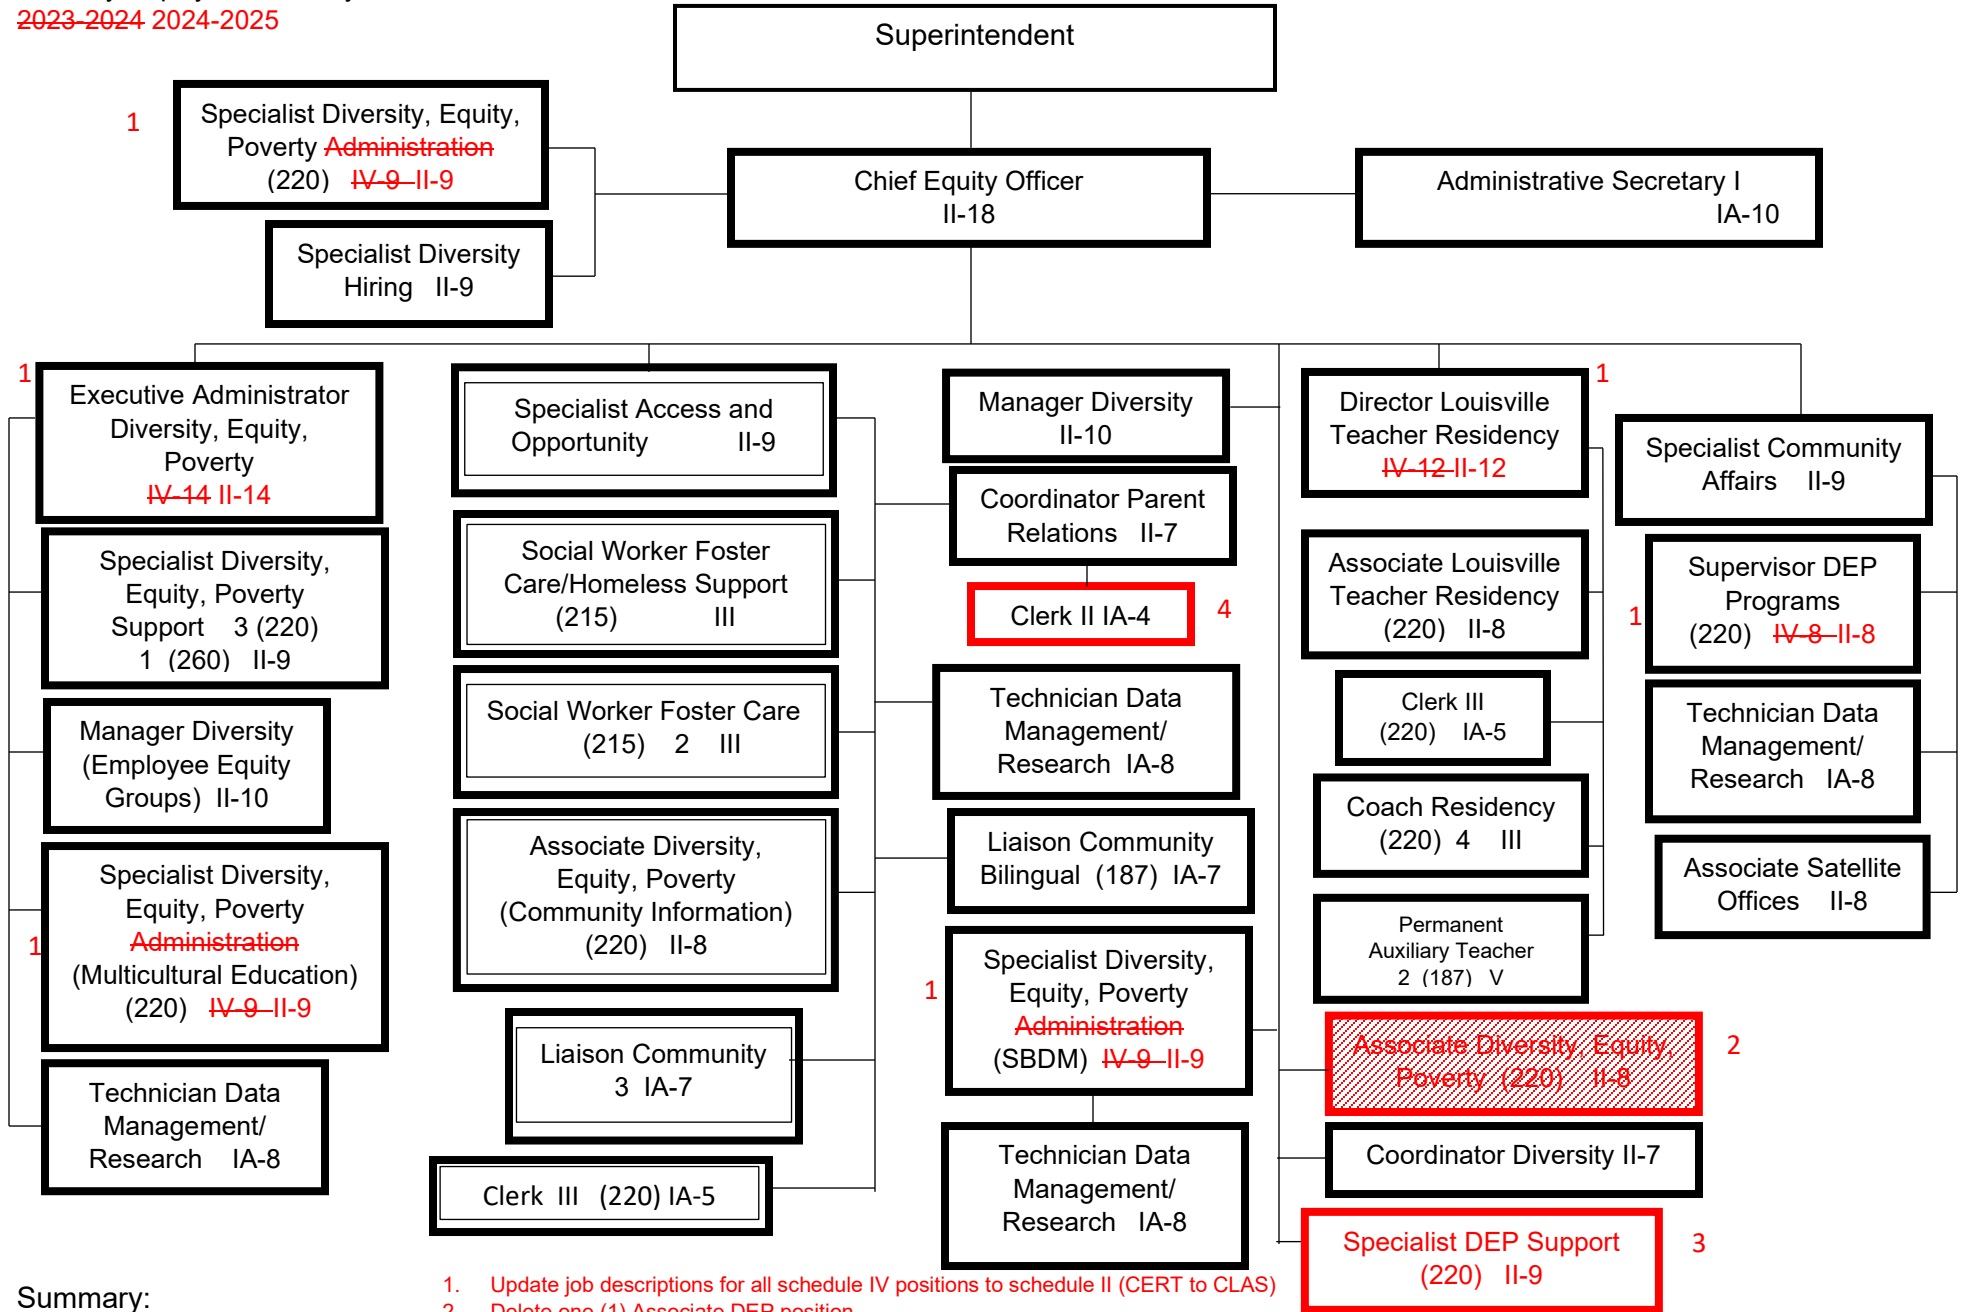 2023-2024 2024-2025
Superintendent
1
Specialist Diversity, Equity,
Poverty Administration
(220) IV-9 II-9
Chief Equity Officer
II-18
Administrative Secretary I
IA-10
Specialist Diversity
Hiring II-9
1
Executive Administrator
Diversity, Equity,
Poverty
IV-14 II-14
Specialist Diversity,
Equity, Poverty
Support 3 (220)
1 (260) II-9
Manager Diversity
(Employee Equity
Groups) II-10
1
Specialist Diversity,
Equity, Poverty
Administration
(Multicultural Education)
(220) IV-9 II-9
Technician Data
Management/
Research IA-8
Specialist Access and
Opportunity II-9
Social Worker Foster
Care/Homeless Support
(215) III
Social Worker Foster Care
(215) 2 III
Associate Diversity,
Equity, Poverty
(Community Information)
(220) II-8
Liaison Community
3 IA-7
Clerk III (220) IA-5
Manager Diversity
II-10
Coordinator Parent
Relations II-7
Clerk II IA-4
4
Technician Data
Management/
Research IA-8
Liaison Community
Bilingual (187) IA-7
1
Specialist Diversity,
Equity, Poverty
Administration
(SBDM) IV-9 II-9
Technician Data
Management/
Research IA-8
1
Director Louisville
Teacher Residency
IV-12 II-12
Associate Louisville
Teacher Residency
(220) II-8
Clerk III
(220) IA-5
Coach Residency
(220) 4 III
Permanent
Auxiliary Teacher
2 (187) V
Associate Diversity, Equity,
Poverty (220) II-8
2
Coordinator Diversity II-7
Specialist DEP Support
(220) II-9
3
Specialist Community
Affairs II-9
1
Supervisor DEP
Programs
(220) IV-8 II-8
Technician Data
Management/
Research IA-8
Associate Satellite
Offices II-8
Summary:
1. Update job descriptions for all schedule IV positions to schedule II (CERT to CLAS)
2. Delete one (1) Associate DEP position